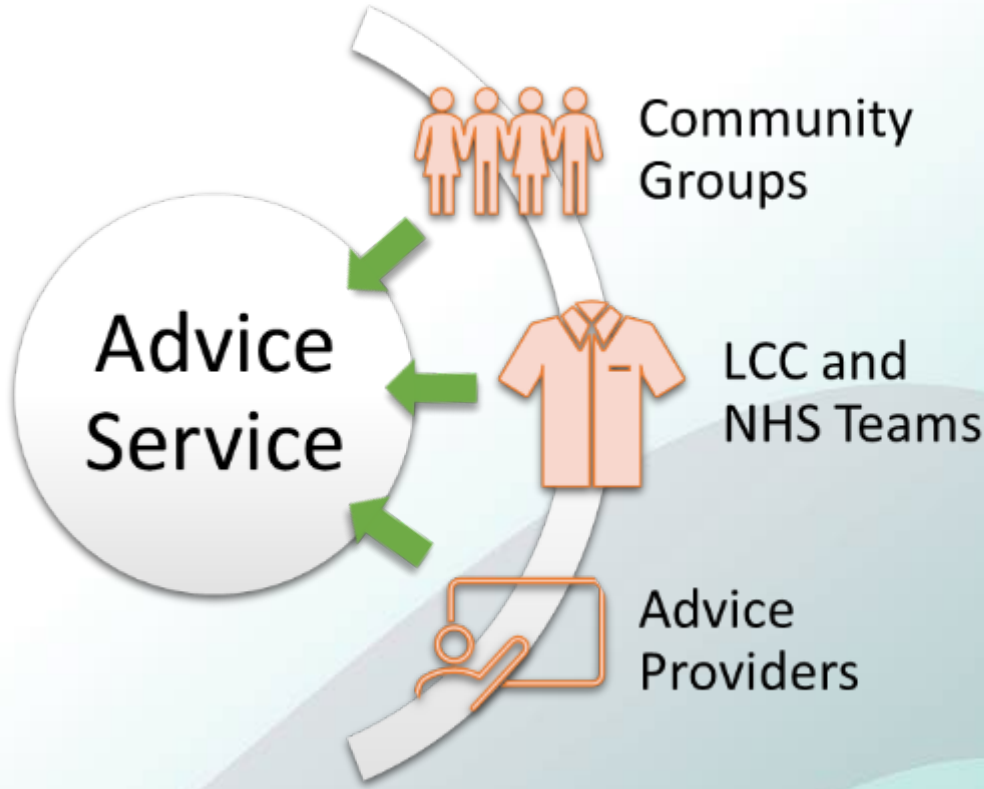 Community
Groups
Advice
Service
LCC and
NHS Teams
Advice
Providers